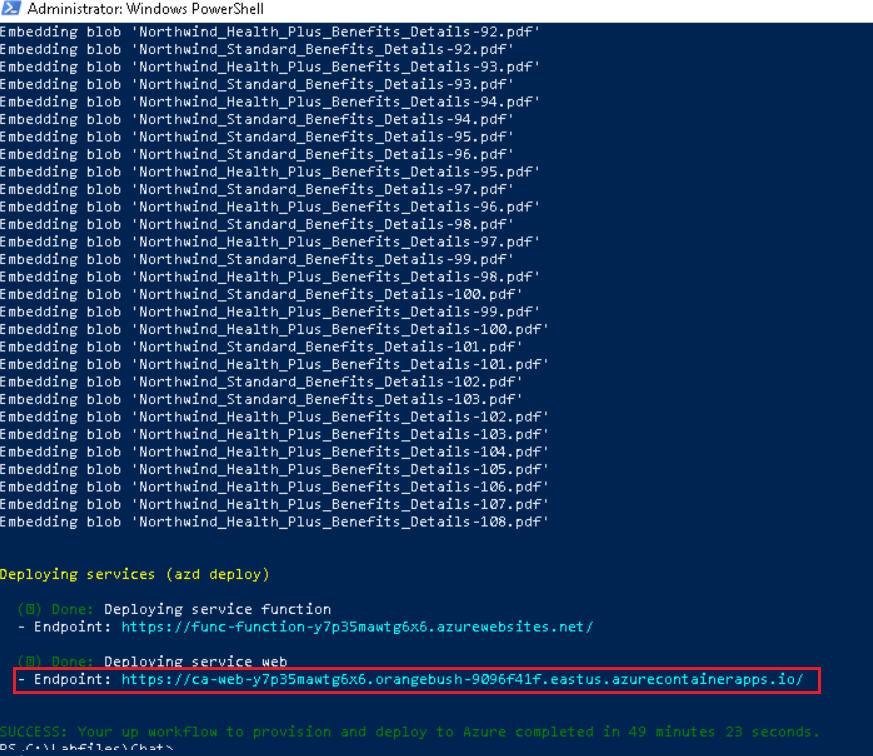 Administrator: Windows PowerShell
Embedding blob 'Northwind_Health_Plus_Benefits_Details-92.pdf'
Embedding blob 'Northwind_Standard_Benefits_Details-92.pdf'
Embedding blob 'Northwind_Health_Plus_Benefits_Details-93.pdf'
Embedding blob 'Northwind_Standard_Benefits_Details-93.pdf'
Embedding blob 'Northwind_Health_Plus_Benefits_Details-94.pdf'
Embedding blob 'Northwind_Standard_Benefits_Details-94.pdf'
Embedding blob 'Northwind_Standard_Benefits_Details-95.pdf'
Embedding blob 'Northwind_Standard_Benefits_Details-96.pdf'
Embedding blob 'Northwind_Health_Plus_Benefits_Details-95.pdf'
Embedding blob 'Northwind_Standard_Benefits_Details-97.pdf'
Embedding blob 'Northwind_Health_Plus_Benefits_Details-96.pdf'
Embedding blob 'Northwind_Standard_Benefits_Details-98.pdf'
Embedding blob 'Northwind_Health_Plus_Benefits_Details-97.pdf'
Embedding blob 'Northwind_Standard_Benefits_Details-99.pdf'
Embedding blob 'Northwind_Health_Plus_Benefits_Details-98.pdf'
Embedding blob 'Northwind_Standard_Benefits_Details-100.pdf'
Embedding blob 'Northwind_Health_Plus_Benefits_Details-99.pdf'
Embedding blob 'Northwind_Health_Plus_Benefits_Details-100.pdf'
Embedding blob 'Northwind_Standard_Benefits_Details-101.pdf'
Embedding blob 'Northwind_Health_Plus_Benefits_Details-101.pdf'
Embedding blob 'Northwind_Standard_Benefits_Details-102.pdf'
Embedding blob 'Northwind_Standard_Benefits_Details-103.pdf'
Embedding blob 'Northwind_Health_Plus_Benefits_Details-102.pdf'
Embedding blob 'Northwind_Health_Plus_Benefits_Details-103.pdf'
Embedding blob 'Northwind_Health_Plus_Benefits_Details-104.pdf'
Embedding blob 'Northwind_Health_Plus_Benefits_Details-105.pdf'
Embedding blob 'Northwind_Health_Plus_Benefits_Details-106.pdf'
Embedding blob 'Northwind_Health_Plus_Benefits_Details-107.pdf'
Embedding blob 'Northwind_Health_Plus_Benefits_Details-108.pdf'
Deploying services (azd deploy)
(?) Done: Deploying service function
- Endpoint: https://func-function-y7p35mawtg6x6.azurewebsites.net/
(?) Done: Deploying service web
- Endpoint: https://ca-web-y7p35mawtg6x6.orangebush-9096f41f.eastus.azurecontainerapps.io/
SUCCESS: Your up workflow to provision and deploy to Azure completed in 49 minutes 23 seconds.
PS C:\Labfiles\Chat>